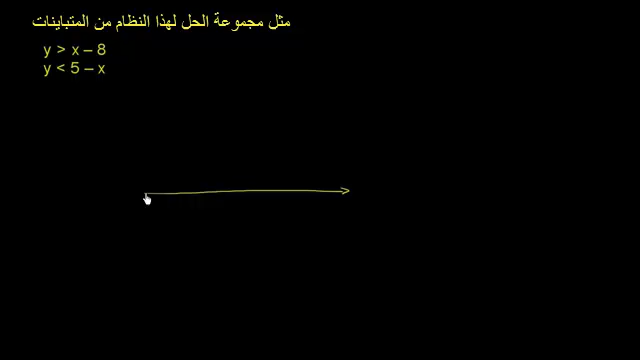 مثل مجموعة الحل لهذا النظام من المتباينات
y > x – 8
y < 5 – x